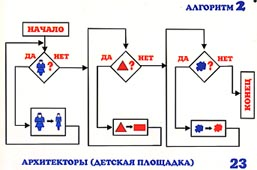 АЛГОРИТМ 2
НАЧАЛО
ДА ? НЕТ
ДА ? НЕТ
ДА ? НЕТ
КОНЕЦ
АРХИТЕКТОРЫ (ДЕТСКАЯ ПЛОЩАДКА) 23